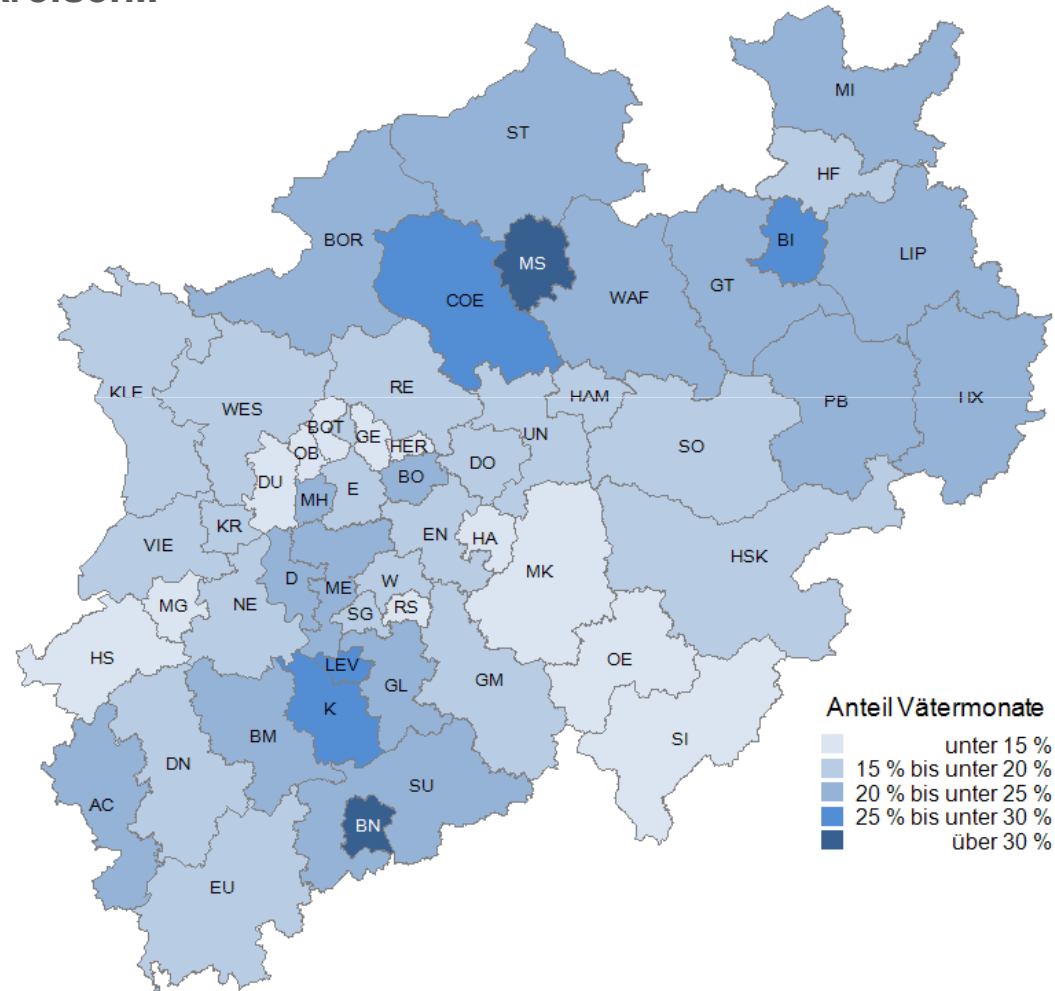 MI
ST
HF
BOR
BI
LIP
MS
GT
COE
WAF
RE
KLE
HAM
PB
HX
WES
BOT
GE
UN
HER
SO
OB
DO
DU
BO
E
MH
KR
EN
HA
VIE
HSK
MK
D
ME
W
MG
NE
SG
RS
HS
OE
LEV
GL
GM
K
BM
SI
DN
SU
AC
BN
EU
Anteil Vätermonate
unter 15 %
15 % bis unter 20 %
20 % bis unter 25 %
25 % bis unter 30 %
über 30 %